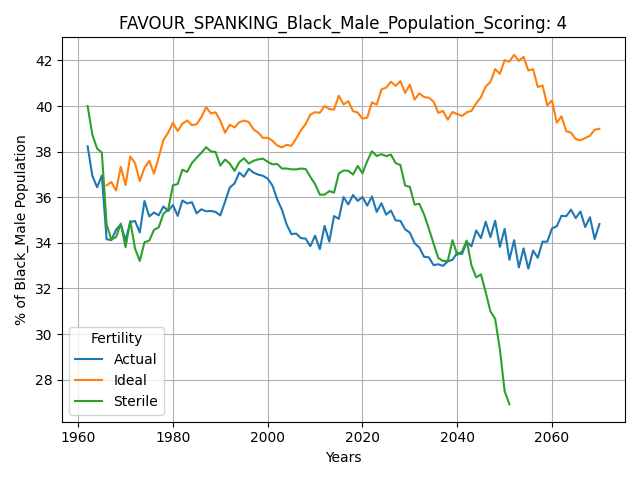 FAVOUR_SPANKING_Black_Male_Population_Scoring: 4
% of Black_Male Population
42
40
38
36
34
32
30
28
Fertility
Actual
Ideal
Sterile
1960 1980 2000 2020 2040 2060
Years